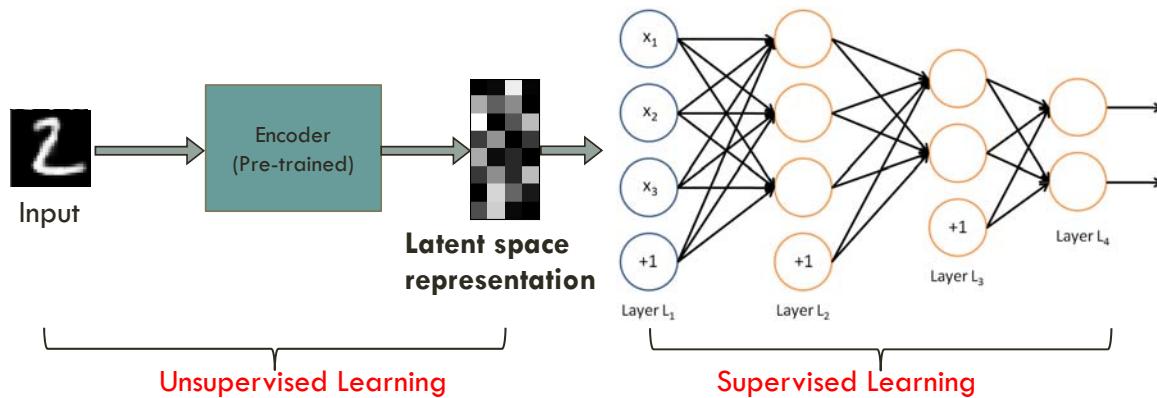 Input
Encoder
(Pre-trained)
Latent space
representation
Unsupervised Learning
x₁
x₂
x₃
+1
Layer L₁
+1
Layer L₂
+1
Layer L₃
Layer L₄
Supervised Learning